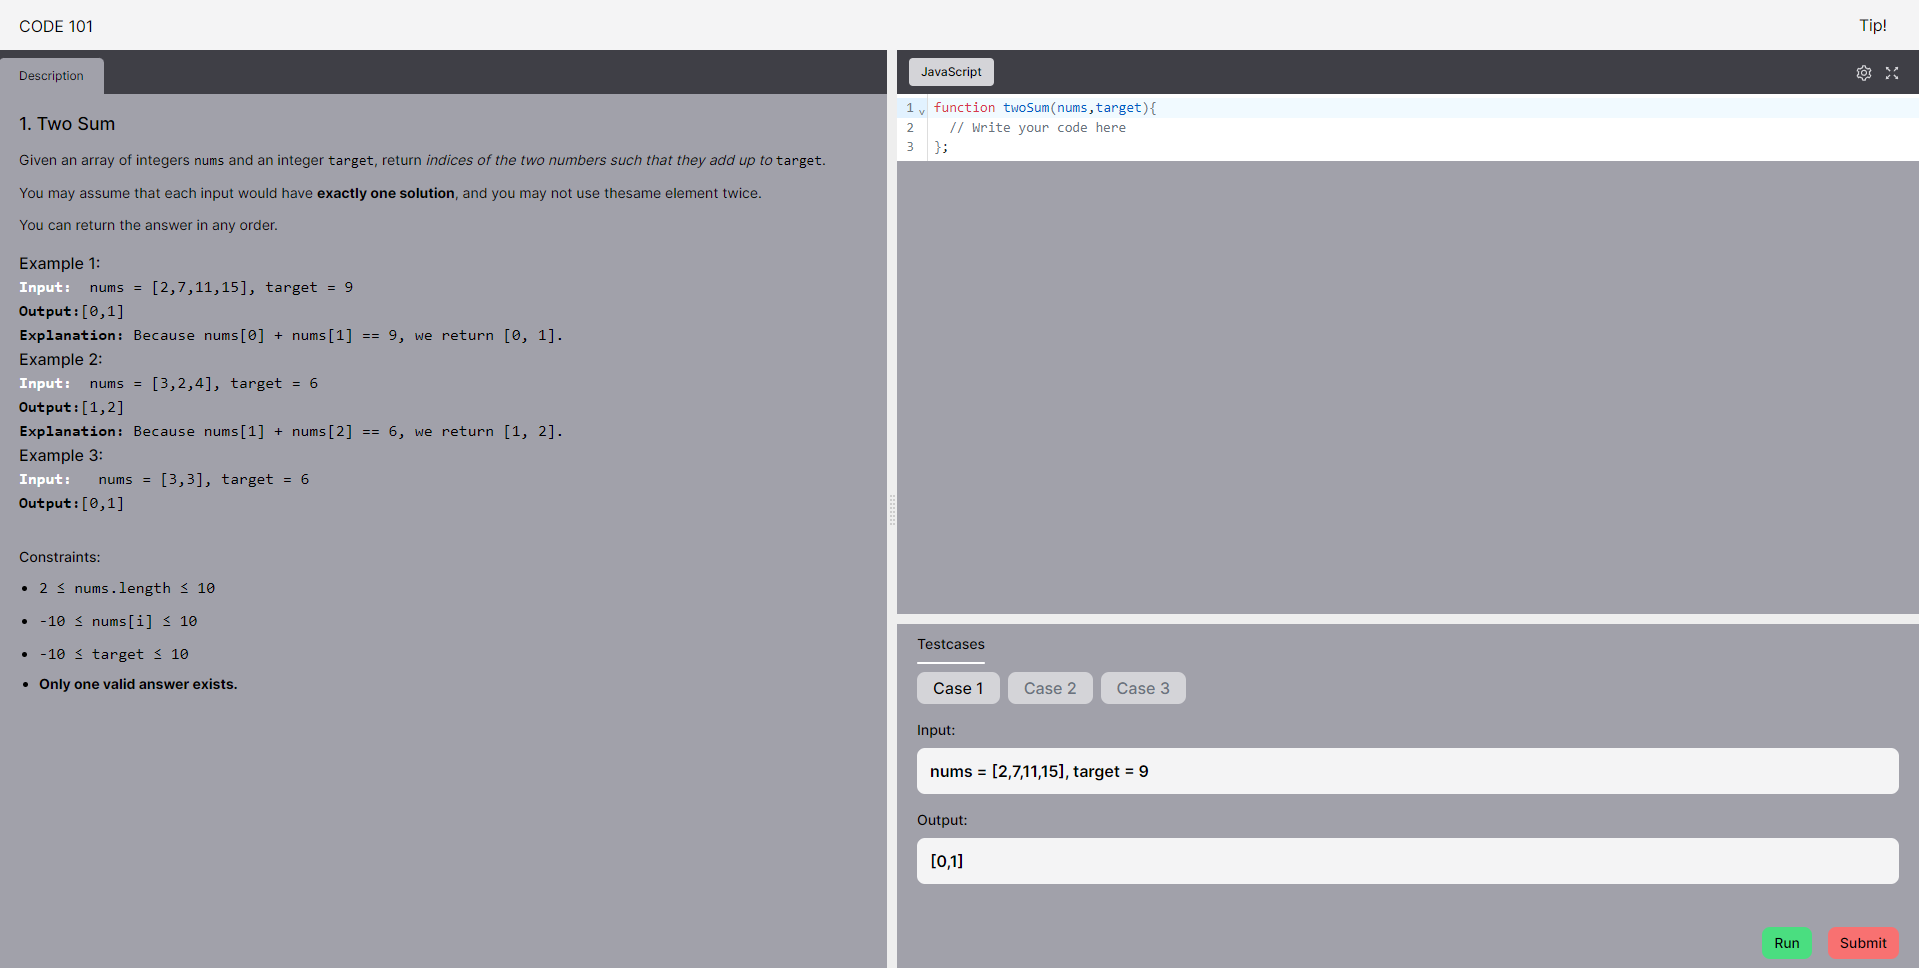 CODE 101
Tip!
Description
1. Two Sum
Given an array of integers nums and an integer target, return indices of the two numbers such that they add up to target.
You may assume that each input would have exactly one solution, and you may not use thesame element twice.
You can return the answer in any order.
Example 1:
Input: nums = [2,7,11,15], target = 9
Output:[0,1]
Explanation: Because nums[0] + nums[1] == 9, we return [0, 1].
Example 2:
Input: nums = [3,2,4], target = 6
Output:[1,2]
Explanation: Because nums[1] + nums[2] == 6, we return [1, 2].
Example 3:
Input: nums = [3,3], target = 6
Output:[0,1]
Constraints:
• 2 ≤ nums.length ≤ 10
• -10 ≤ nums[i] ≤ 10
• -10 ≤ target ≤ 10
• Only one valid answer exists.
JavaScript
1 function twoSum(nums,target){
2 // Write your code here
3 };
Testcases
Case 1 Case 2 Case 3
Input:
nums = [2,7,11,15], target = 9
Output:
[0,1]
Run Submit